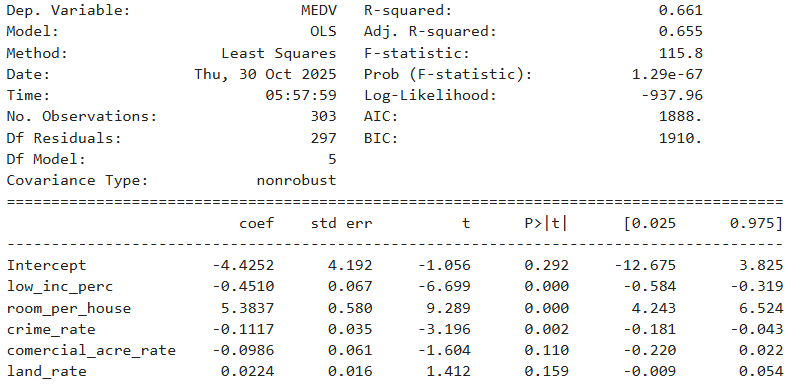 Dep. Variable: MEDV R-squared: 0.661
Model: OLS Adj. R-squared: 0.655
Method: Least Squares F-statistic: 115.8
Date: Thu, 30 Oct 2025 Prob (F-statistic): 1.29e-67
Time: 05:57:59 Log-Likelihood: -937.96
No. Observations: 303 AIC: 1888.
Df Residuals: 297 BIC: 1910.
Df Model: 5
Covariance Type: nonrobust
coef std err t P>|t| [0.025 0.975]
Intercept -4.4252 4.192 -1.056 0.292 -12.675 3.825
low_inc_perc -0.4510 0.067 -6.699 0.000 -0.584 -0.319
room_per_house 5.3837 0.580 9.289 0.000 4.243 6.524
crime_rate -0.1117 0.035 -3.196 0.002 -0.181 -0.043
comercial_acre_rate -0.0986 0.061 -1.604 0.110 -0.220 0.022
land_rate 0.0224 0.016 1.412 0.159 -0.009 0.054